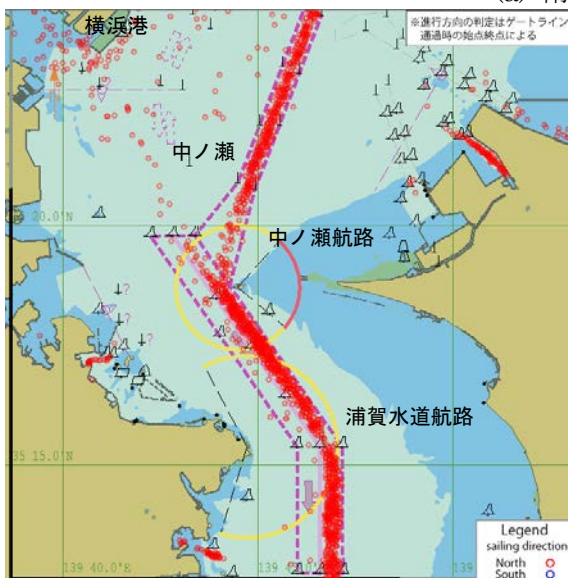 横浜港
※進行方向の判定はゲートライン
通過時の始点終点による
中ノ瀬
35 20.0'N
中ノ瀬航路
浦賀水道航路
35 15.0'N
139 40.0'E
139
Legend
sailing direction
North
South